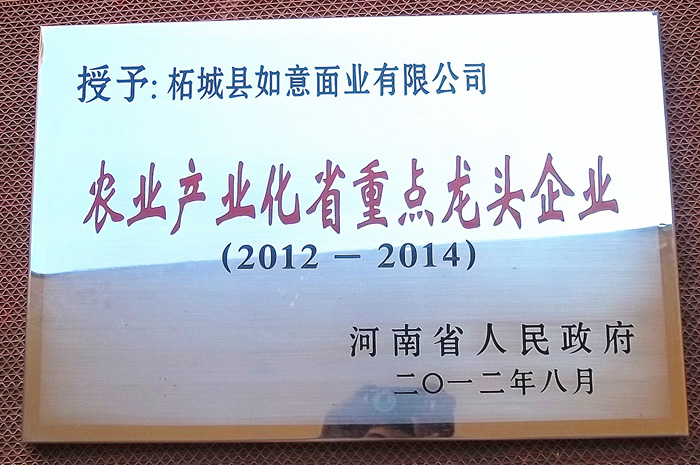 授予：柘城县如意面业有限公司
农业产业化省重点龙头企业
（2012－2014）
河南省人民政府
二〇一二年八月